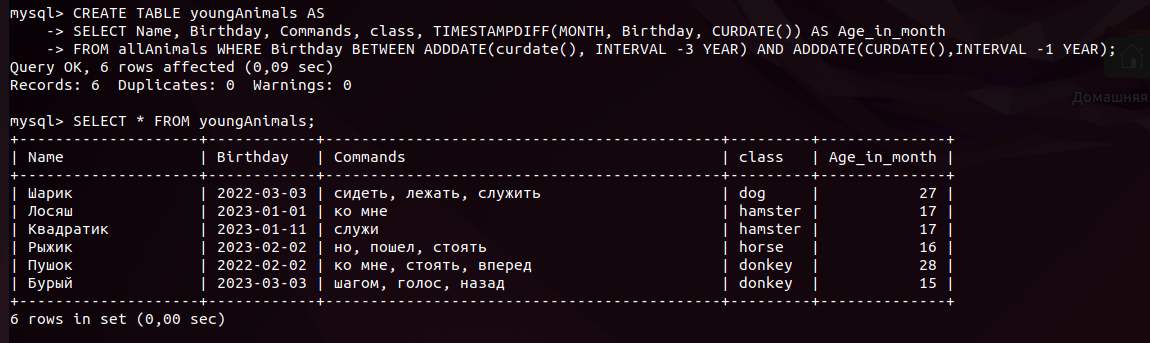 mysql> CREATE TABLE youngAnimals AS
    -> SELECT Name, Birthday, Commands, class, TIMESTAMPDIFF(MONTH, Birthday, CURDATE()) AS Age_in_month
    -> FROM allAnimals WHERE Birthday BETWEEN ADDDATE(curdate(), INTERVAL -3 YEAR) AND ADDDATE(CURDATE(),INTERVAL -1 YEAR);
Query OK, 6 rows affected (0,09 sec)
Records: 6  Duplicates: 0  Warnings: 0
Домашняя
mysql> SELECT * FROM youngAnimals;
+--------------------+------------+--------------------------------------------+---------+--------------+
| Name               | Birthday   | Commands                                   | class   | Age_in_month |
+--------------------+------------+--------------------------------------------+---------+--------------+
| Шарик              | 2022-03-03 | сидеть, лежать, служить                    | dog     |           27 |
| Лосяш              | 2023-01-01 | ко мне                                     | hamster |           17 |
| Квадратик          | 2023-01-11 | служи                                      | hamster |           17 |
| Рыжик              | 2023-02-02 | но, пошел, стоять                          | horse   |           16 |
| Пушок              | 2022-02-02 | ко мне, стоять, вперед                     | donkey  |           28 |
| Бурый              | 2023-03-03 | шагом, голос, назад                        | donkey  |           15 |
+--------------------+------------+--------------------------------------------+---------+--------------+
6 rows in set (0,00 sec)